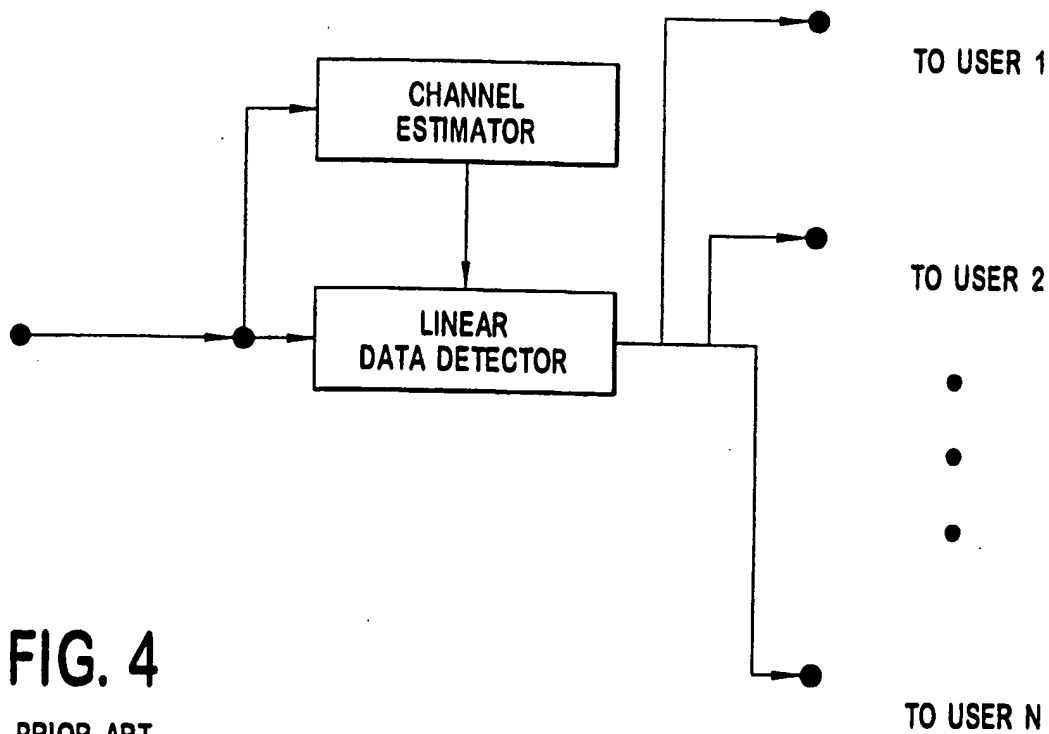 CHANNEL
ESTIMATOR
TO USER 1
TO USER 2
LINEAR
DATA DETECTOR
FIG. 4
PRIOR ART
TO USER N